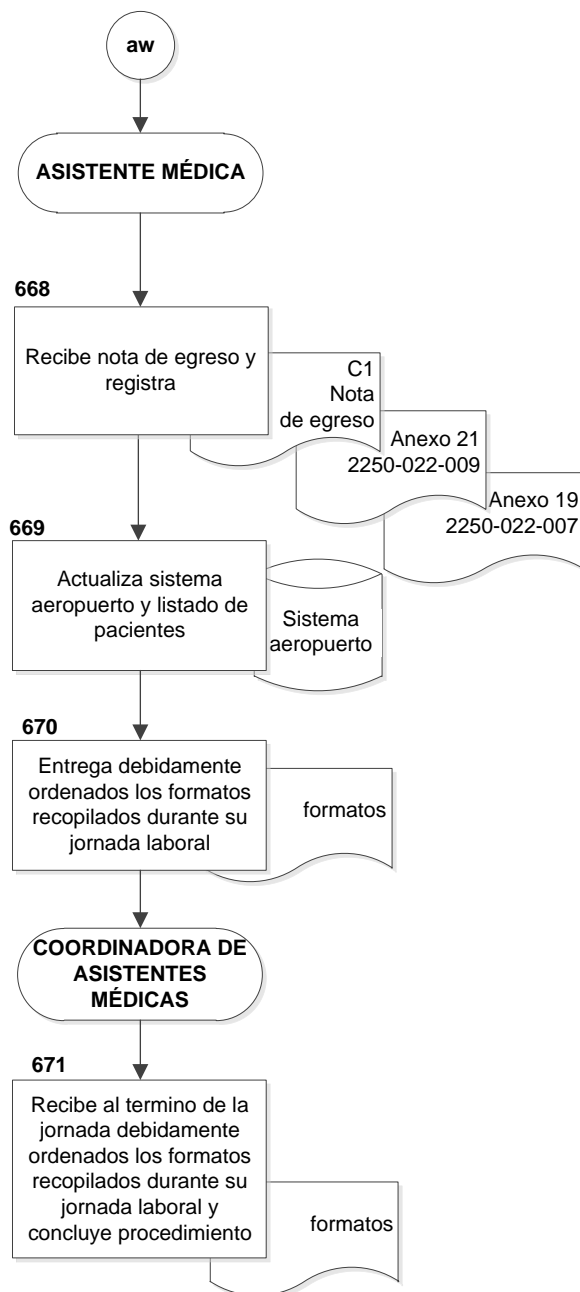 aw
ASISTENTE MÉDICA
668
Recibe nota de egreso y
registra
C1
Nota
de egreso
Anexo 21
2250-022-009
Anexo 19
2250-022-007
669
Actualiza sistema
aeropuerto y listado de
pacientes
Sistema
aeropuerto
670
Entrega debidamente
ordenados los formatos
recopilados durante su
jornada laboral
formatos
COORDINADORA DE
ASISTENTES
MÉDICAS
671
Recibe al termino de la
jornada debidamente
ordenados los formatos
recopilados durante su
jornada laboral y
concluye procedimiento
formatos